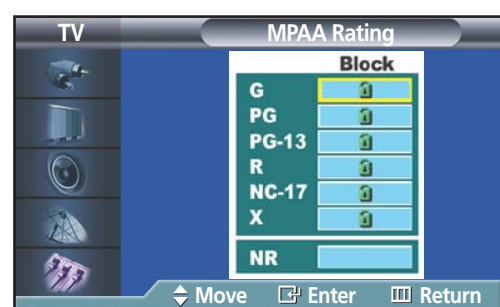 TV MPAA Rating
Block
G
PG
PG-13
R
NC-17
X
NR
Move Enter Return